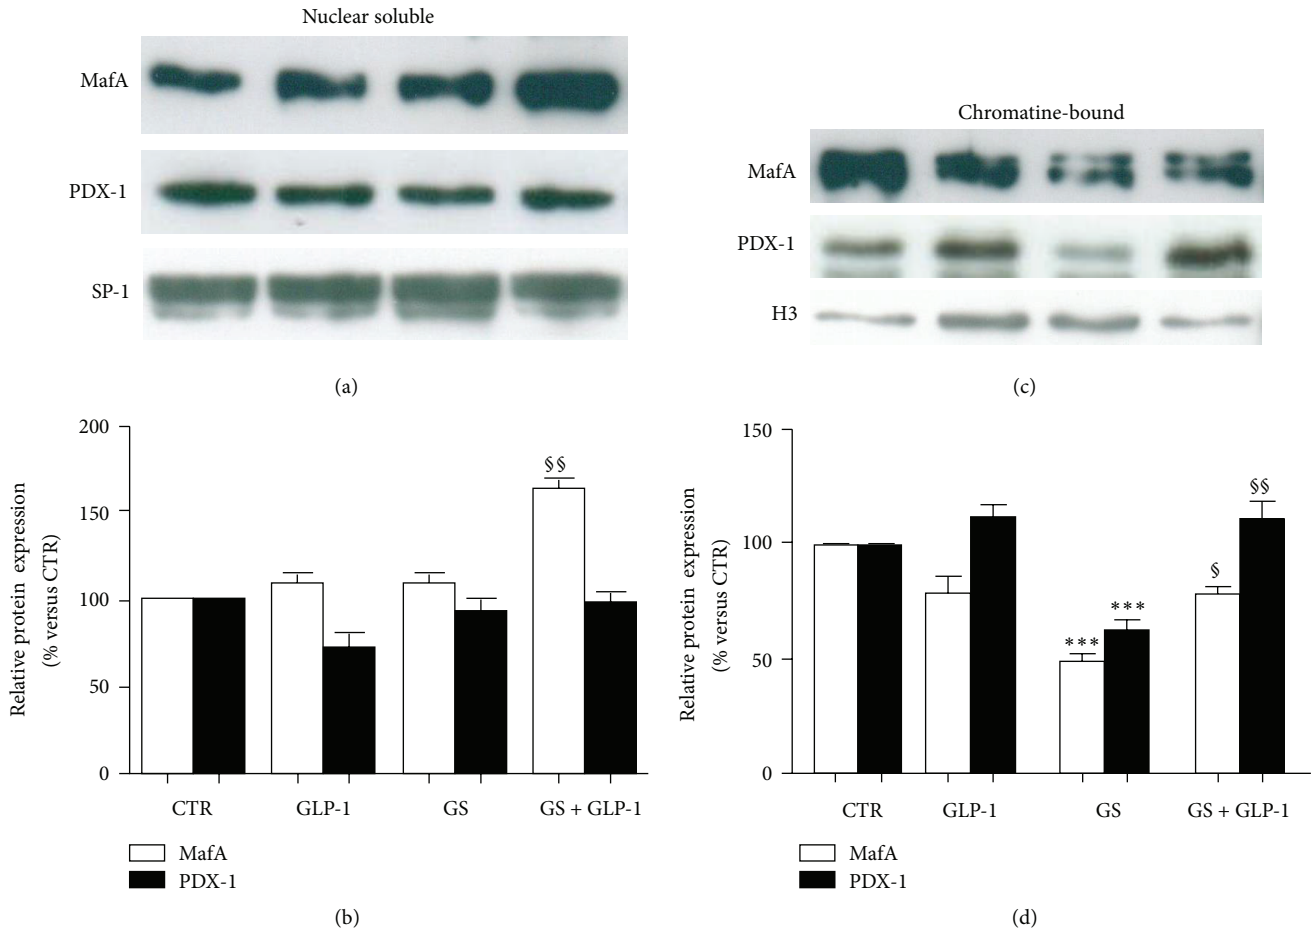 Nuclear soluble
MafA
PDX-1
SP-1
(a)
Chromatine-bound
MafA
PDX-1
H3
(c)
Relative protein expression
(% versus CTR)
200
150
100
50
0
§§
CTR
GLP-1
GS
GS + GLP-1
MafA
PDX-1
(b)
Relative protein expression
(% versus CTR)
150
100
50
0
***
***
§
§§
CTR
GLP-1
GS
GS + GLP-1
MafA
PDX-1
(d)